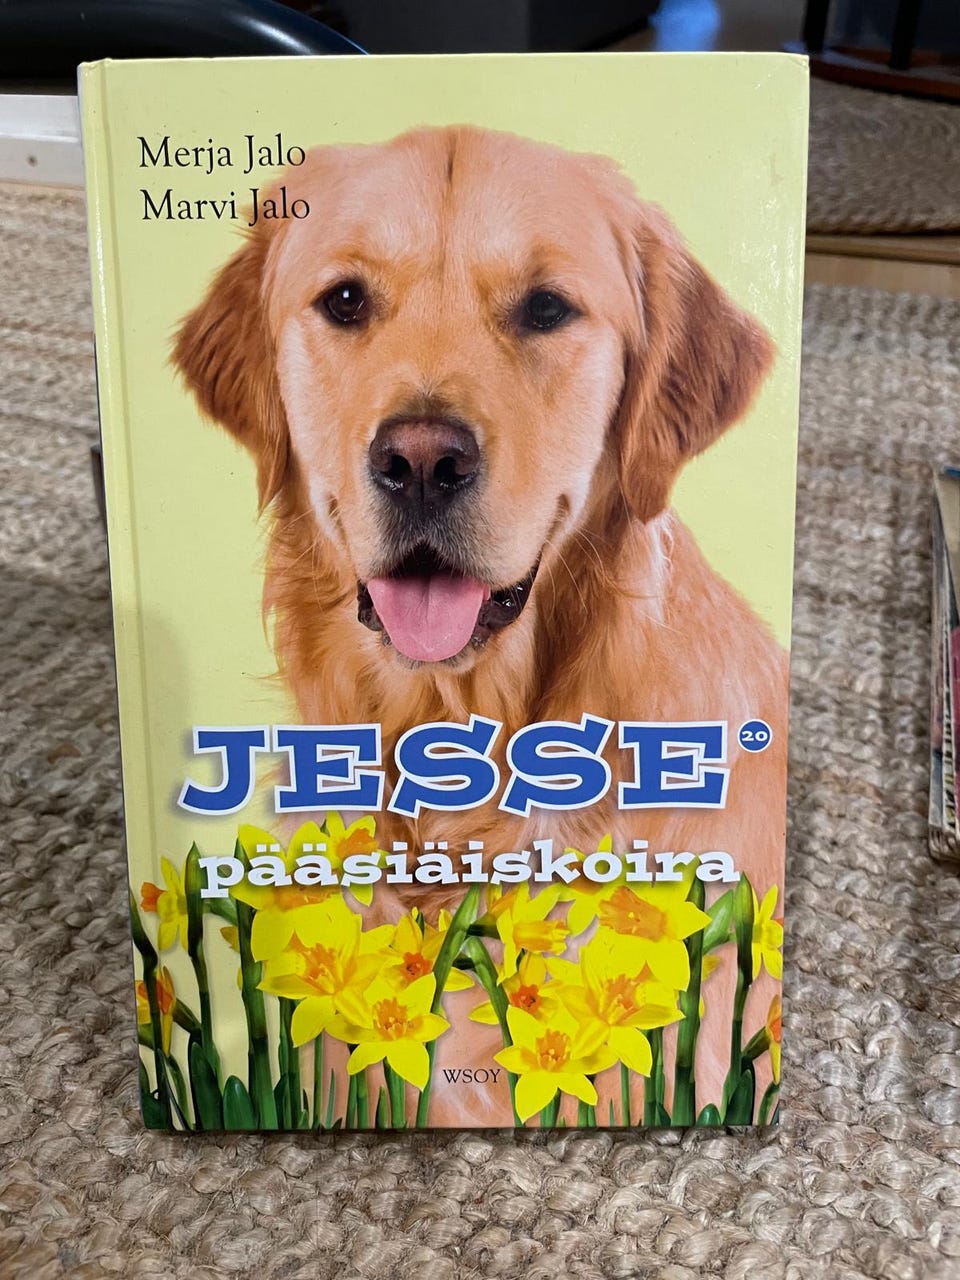 Merja Jalo
Marvi Jalo
JESSE 20
pääsiäiskoira
WSOY